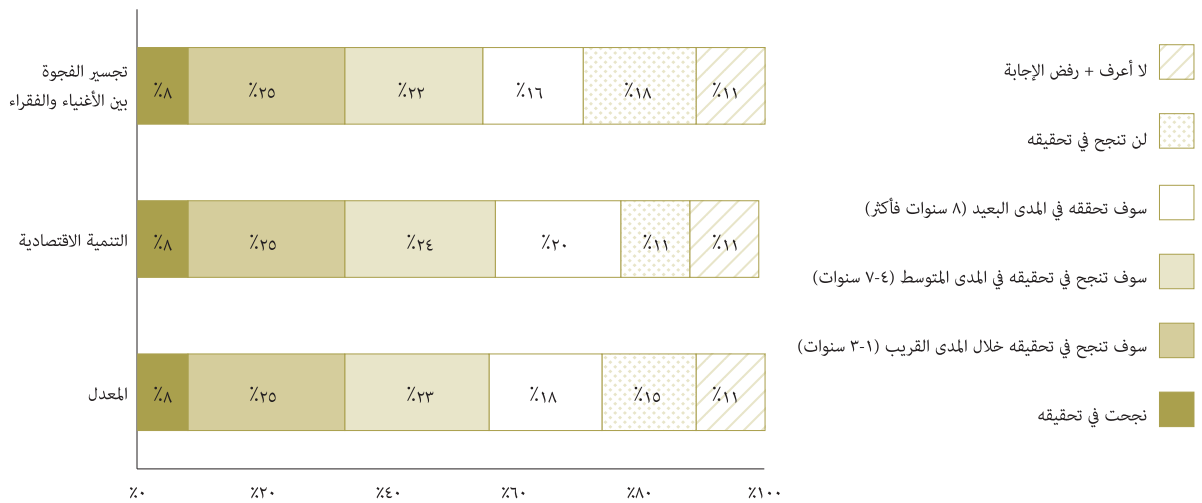 تجسير الفجوة
بين الأغنياء والفقراء
٪٨ ٪٢٥ ٪٢٢ ٪١٦ ٪١٨ ٪١١
التنمية الاقتصادية
٪٨ ٪٢٥ ٪٢٤ ٪٢٠ ٪١١ ٪١١
المعدل
٪٨ ٪٢٥ ٪٢٣ ٪١٨ ٪١٥ ٪١١
٪٠ ٪٢٠ ٪٤٠ ٪٦٠ ٪٨٠ ٪١٠٠
لا أعرف + رفض الإجابة
لن تنجح في تحقيقه
سوف تحققه في المدى البعيد (٨ سنوات فأكثر)
سوف تنجح في تحقيقه في المدى المتوسط (٤-٧ سنوات)
سوف تنجح في تحقيقه خلال المدى القريب (١-٣ سنوات)
نجحت في تحقيقه